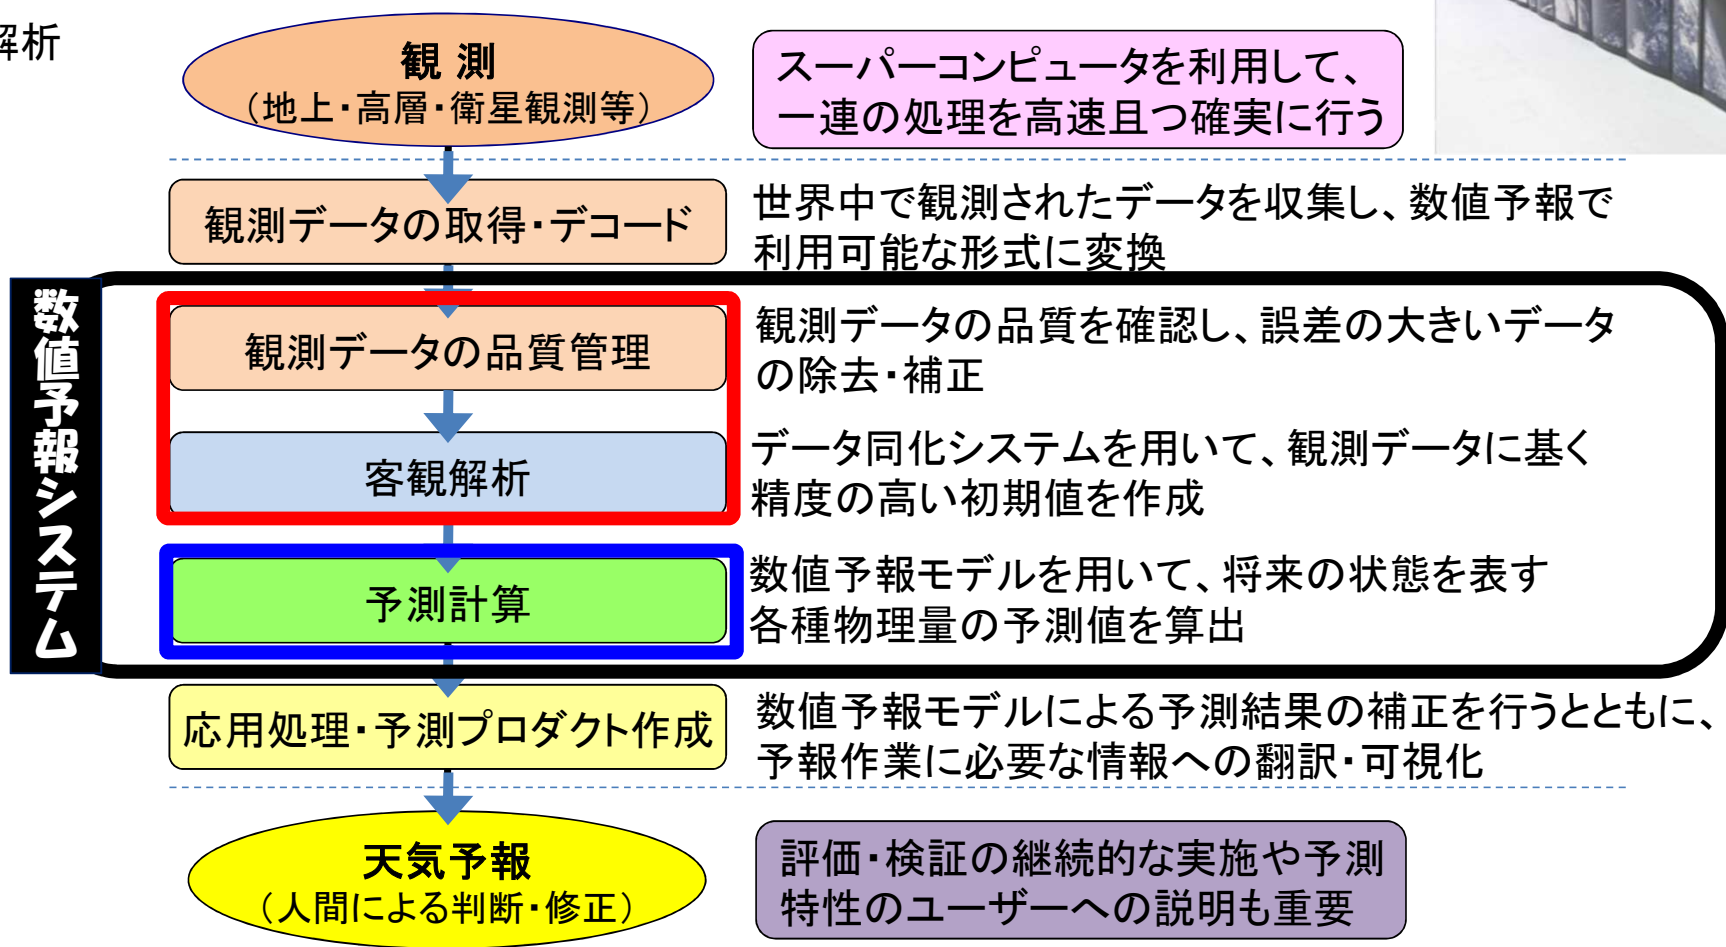 解析
観 測
（地上・高層・衛星観測等）
スーパーコンピュータを利用して、
一連の処理を高速且つ確実に行う
観測データの取得・デコード
世界中で観測されたデータを収集し、数値予報で
利用可能な形式に変換
数値予報システム
観測データの品質管理
観測データの品質を確認し、誤差の大きいデータ
の除去・補正
客観解析
データ同化システムを用いて、観測データに基く
精度の高い初期値を作成
予測計算
数値予報モデルを用いて、将来の状態を表す
各種物理量の予測値を算出
応用処理・予測プロダクト作成
数値予報モデルによる予測結果の補正を行うとともに、
予報作業に必要な情報への翻訳・可視化
天気予報
（人間による判断・修正）
評価・検証の継続的な実施や予測
特性のユーザーへの説明も重要